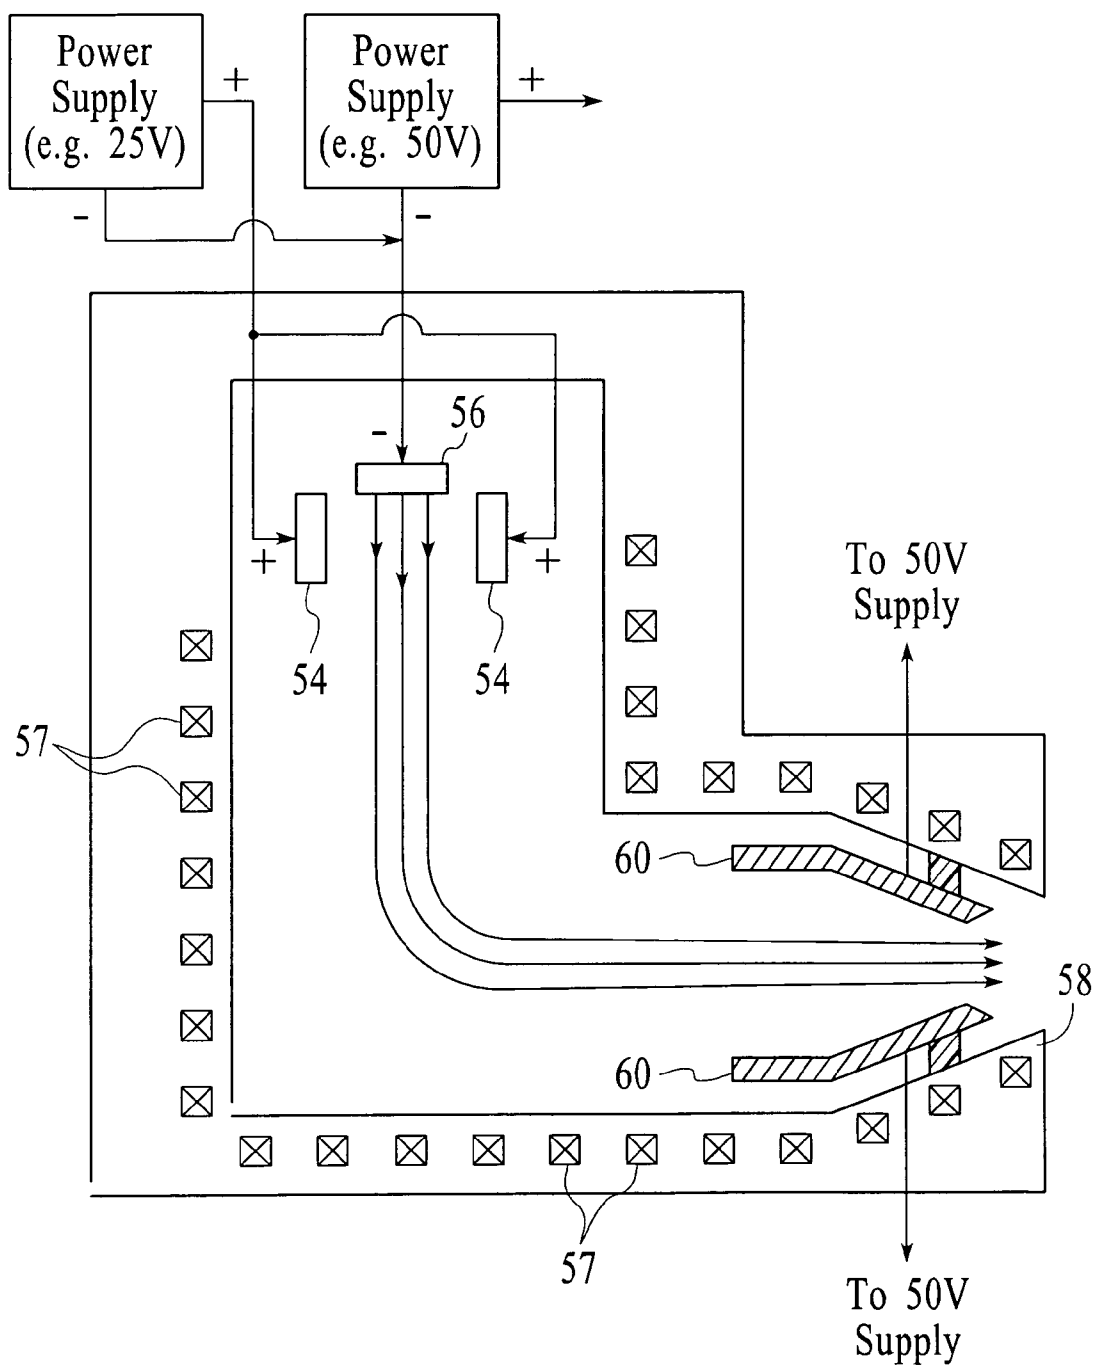 Power
Supply
(e.g. 25V)
+
-
Power
Supply
(e.g. 50V)
+
-
56
-
+
+
54
54
To 50V
Supply
57
60
58
60
57
To 50V
Supply